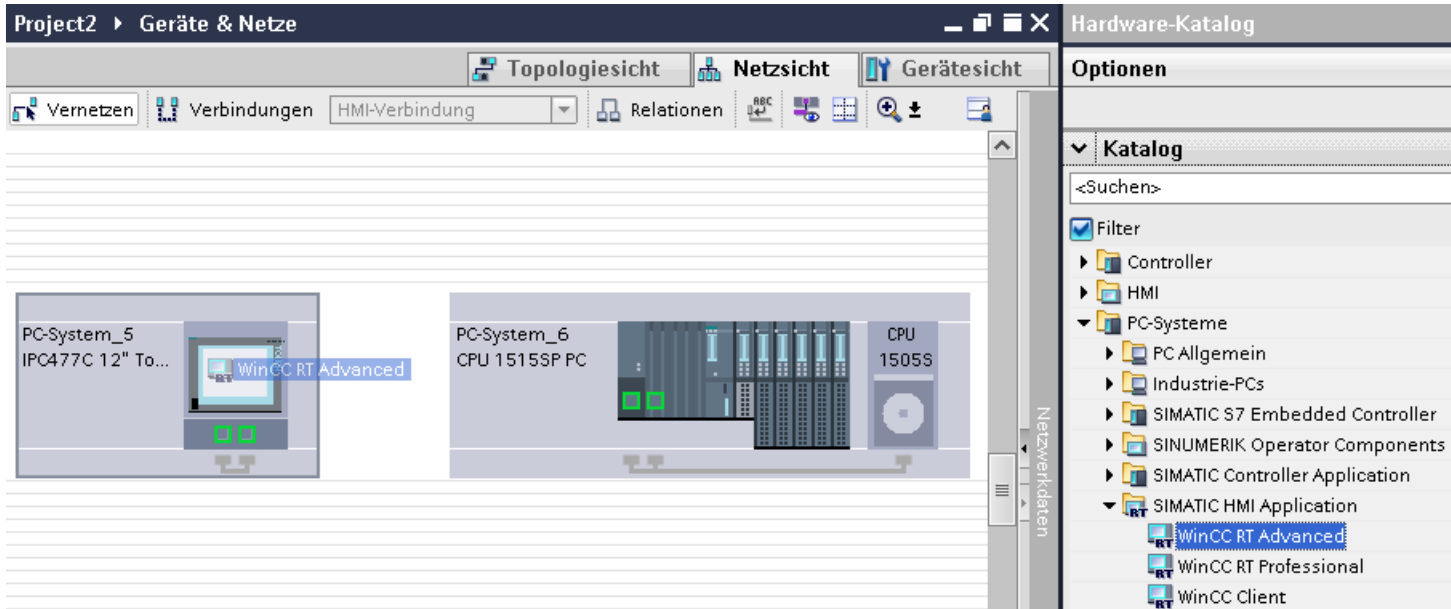 Project2 ▸ Geräte & Netze
Topologiesicht
Netzsicht
Gerätesicht
Vernetzen
Verbindungen
HMI-Verbindung
Relationen
ABC
PC-System_5
IPC477C 12" To...
WinCC RT Advanced
PC-System_6
CPU 1515SP PC
CPU
1505S
Netzwerkdaten
Hardware-Katalog
Optionen
Katalog
<Suchen>
Filter
Controller
HMI
PC-Systeme
PC Allgemein
Industrie-PCs
SIMATIC S7 Embedded Controller
SINUMERIK Operator Components
SIMATIC Controller Application
SIMATIC HMI Application
WinCC RT Advanced
WinCC RT Professional
WinCC Client